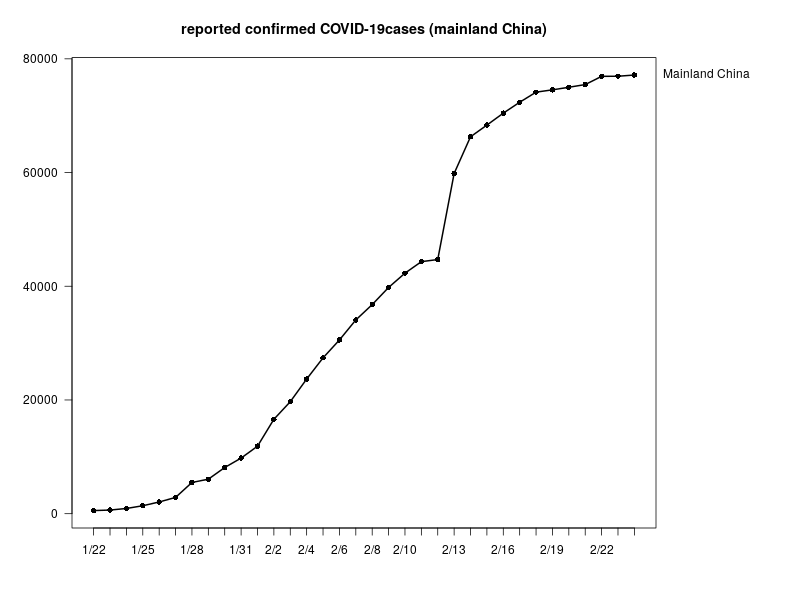 reported confirmed COVID-19cases (mainland China)
80000
Mainland China
60000
40000
20000
0
1/22 1/25 1/28 1/31 2/2 2/4 2/6 2/8 2/10 2/13 2/16 2/19 2/22